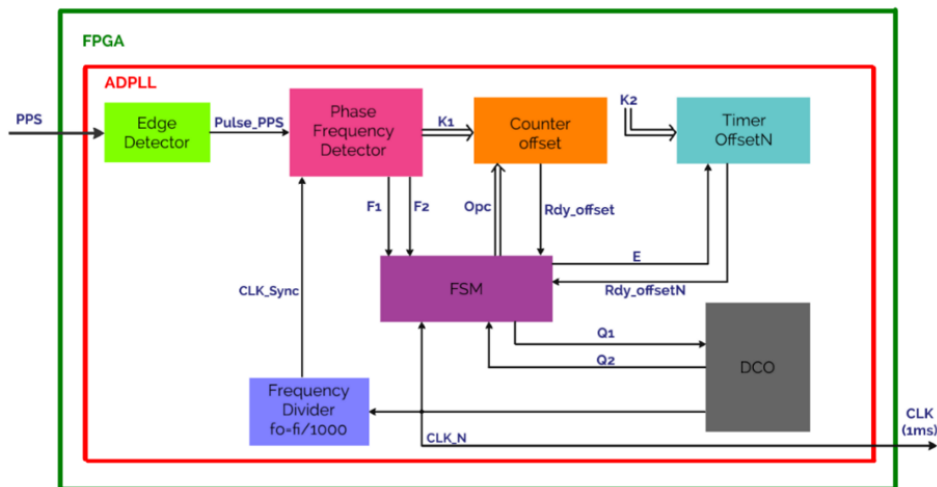 FPGA
ADPLL
PPS
Edge
Detector
Pulse_PPS
Phase
Frequency
Detector
K1
Counter
offset
K2
Timer
OffsetN
F1
F2
Opc
Rdy_offset
E
Rdy_offsetN
CLK_Sync
FSM
Q1
Q2
DCO
Frequency
Divider
fo=fi/1000
CLK_N
CLK
(1ms)